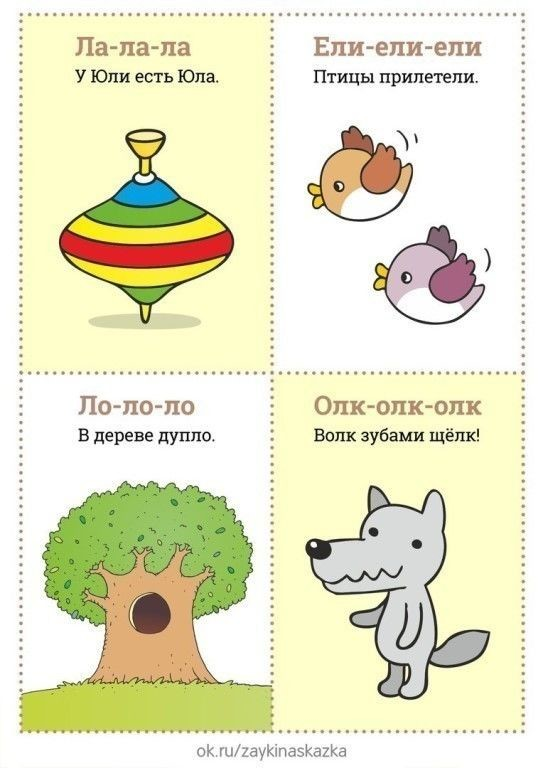 Ла-ла-ла
У Юли есть Юла.
Ели-ели-ели
Птицы прилетели.
Ло-ло-ло
В дереве дупло.
Олк-олк-олк
Волк зубами щёлк!
ok.ru/zaykinaskazka